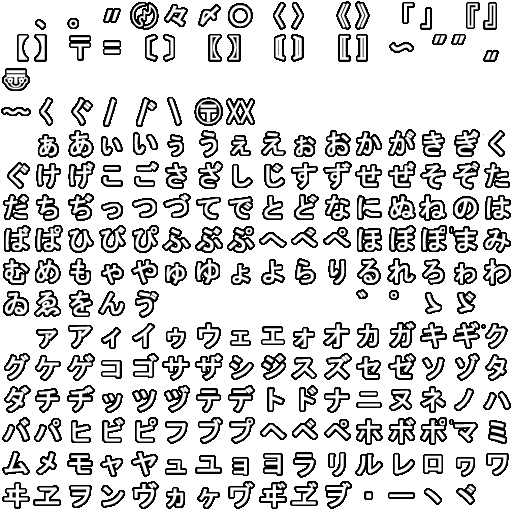 、 。 〃 〄 々 〆 〇 〈 〉 《 》 「 」 『 』
【 】 〒 〓 〔 〕 〖 〗 〘 〙 〚 〛 〜 〝 〞 〟
〠
〰 〱 〲 〳 〴 〵 〶 〷
ぁ あ ぃ い ぅ う ぇ え ぉ お か が き ぎ く
ぐ け げ こ ご さ ざ し じ す ず せ ぜ そ ぞ た
だ ち ぢ っ つ づ て で と ど な に ぬ ね の は
ば ぱ ひ び ぴ ふ ぶ ぷ へ べ ぺ ほ ぼ ぽ ま み
む め も ゃ や ゅ ゆ ょ よ ら り る れ ろ ゎ わ
ゐ ゑ を ん ゔ ゛ ゜ ゝ ゞ
ァ ア ィ イ ゥ ウ ェ エ ォ オ カ ガ キ ギ ク
グ ケ ゲ コ ゴ サ ザ シ ジ ス ズ セ ゼ ソ ゾ タ
ダ チ ヂ ッ ツ ヅ テ デ ト ド ナ ニ ヌ ネ ノ ハ
バ パ ヒ ビ ピ フ ブ プ ヘ ベ ペ ホ ボ ポ マ ミ
ム メ モ ャ ヤ ュ ユ ョ ヨ ラ リ ル レ ロ ヮ ワ
ヰ ヱ ヲ ン ヴ ヵ ヶ ヷ ヸ ヹ ヺ ・ ー ヽ ヾ